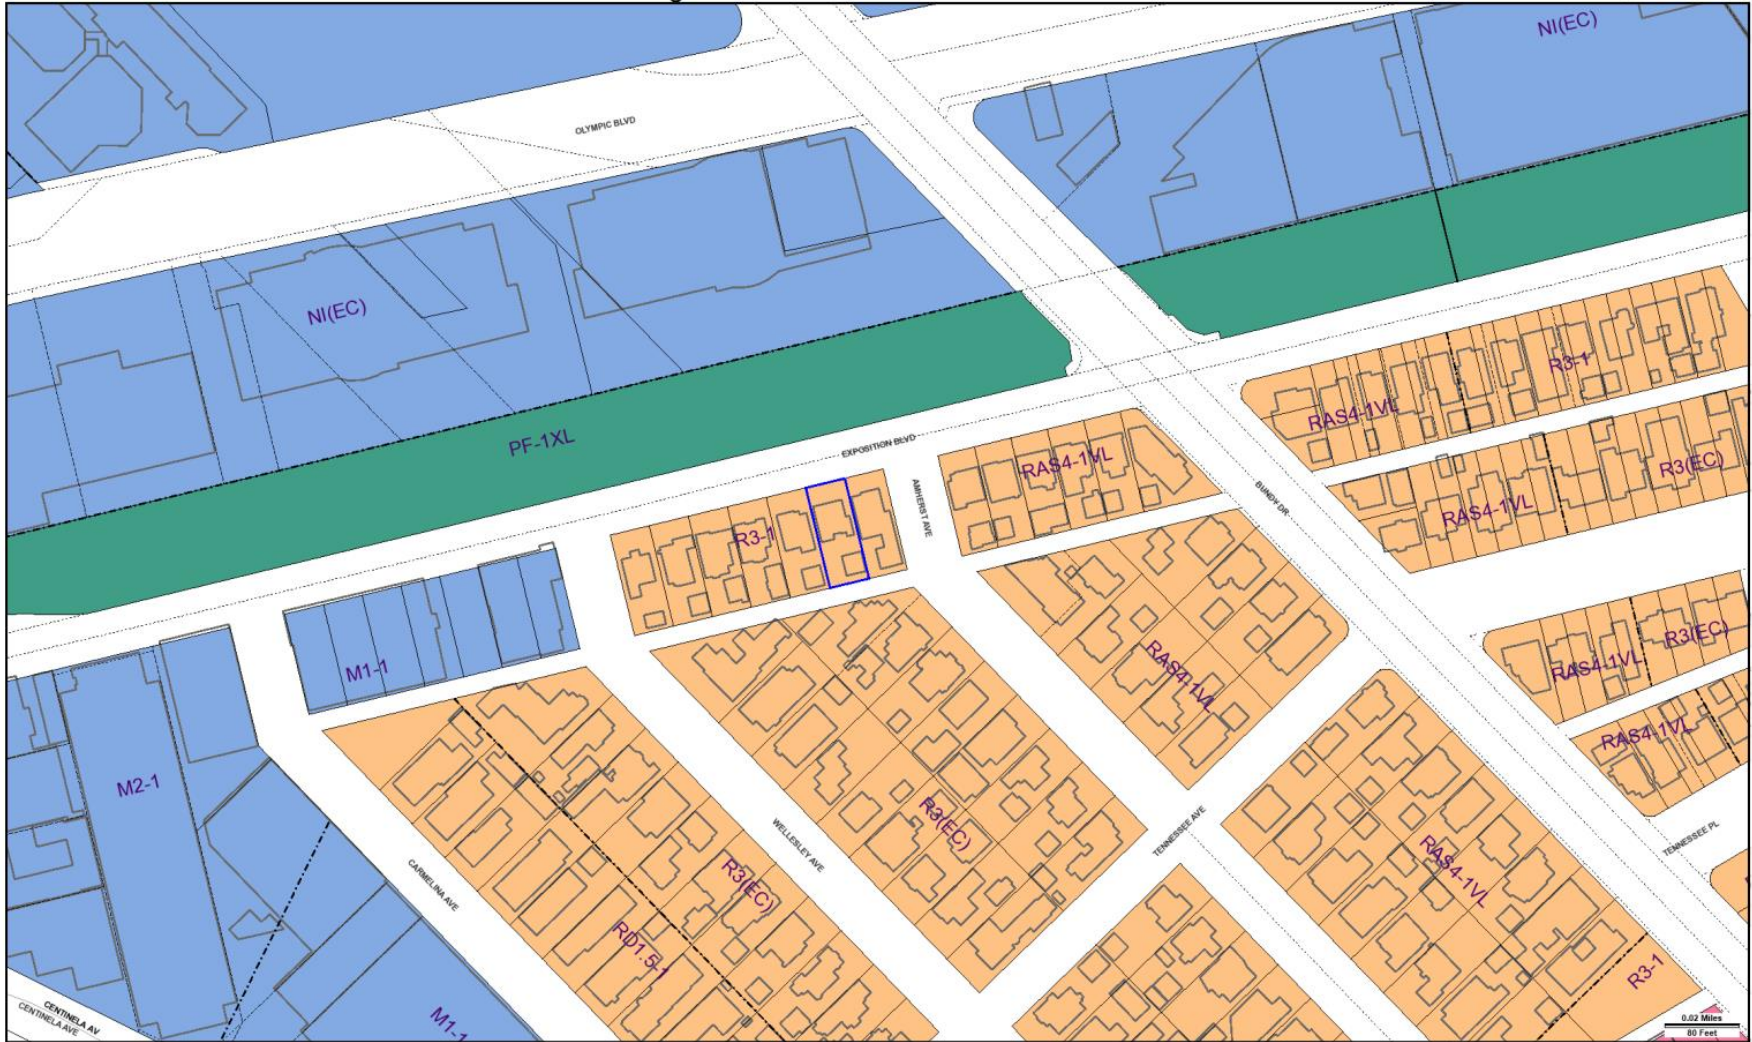 NI(EC)
OLYMPIC BLVD
NI(EC)
PF-1XL
EXPOSITION BLVD
R3-1
RAS4-1VL
RAS4-1VL
AMHERST AVE
BUNDY DR
R3(EC)
RAS4-1VL
R3-1
M1-1
R3(EC)
RAS4-1VL
RAS4-1VL
RAS4-1VL
M2-1
R3(EC)
TENNESSEE AVE
TENNESSEE PL
WELLESLEY AVE
RAS4-1VL
CARMELINA AVE
R3(EC)
RD1.5-1
R3-1
CENTINELA AV
CENTINELA AVE
M1-1
0.02 Miles
80 Feet